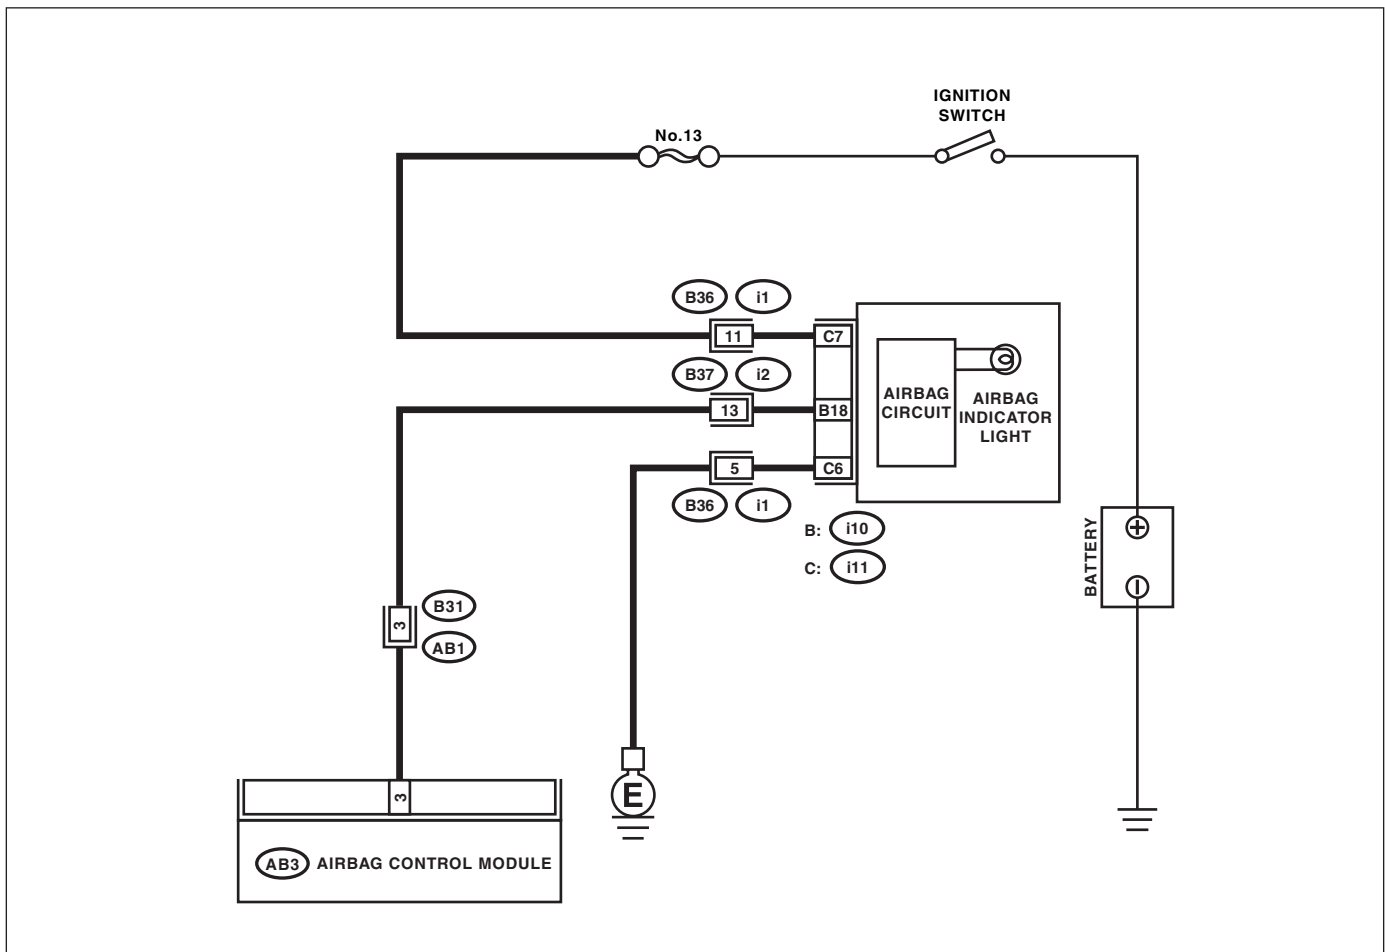 IGNITION
SWITCH
No.13
B36 i1
11 C7
B37 i2
13 B18
AIRBAG
CIRCUIT
AIRBAG
INDICATOR
LIGHT
5 C6
B36 i1
B: i10
C: i11
BATTERY
B31
3
AB1
3
E
AB3 AIRBAG CONTROL MODULE